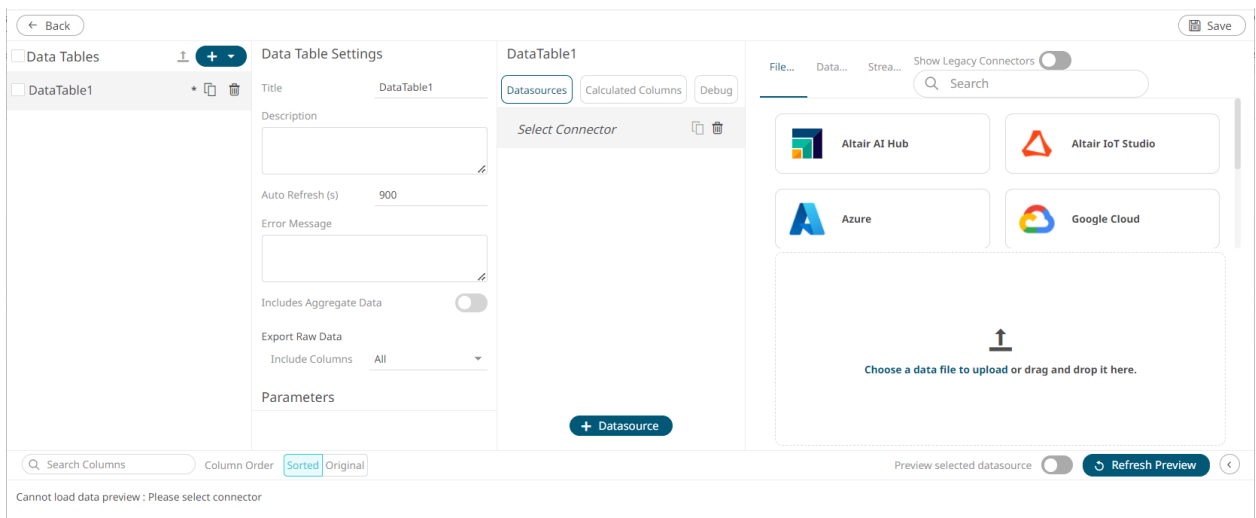 Back
Save
Data Tables
DataTable1
*
Data Table Settings
Title
DataTable1
Description
Auto Refresh (s)
900
Error Message
Includes Aggregate Data
Export Raw Data
Include Columns
All
Parameters
DataTable1
Datasources
Calculated Columns
Debug
Select Connector
+ Datasource
File...
Data...
Strea...
Show Legacy Connectors
Search
Altair AI Hub
Altair IoT Studio
Azure
Google Cloud
Choose a data file to upload or drag and drop it here.
Search Columns
Column Order
Sorted
Original
Preview selected datasource
Refresh Preview
Cannot load data preview : Please select connector